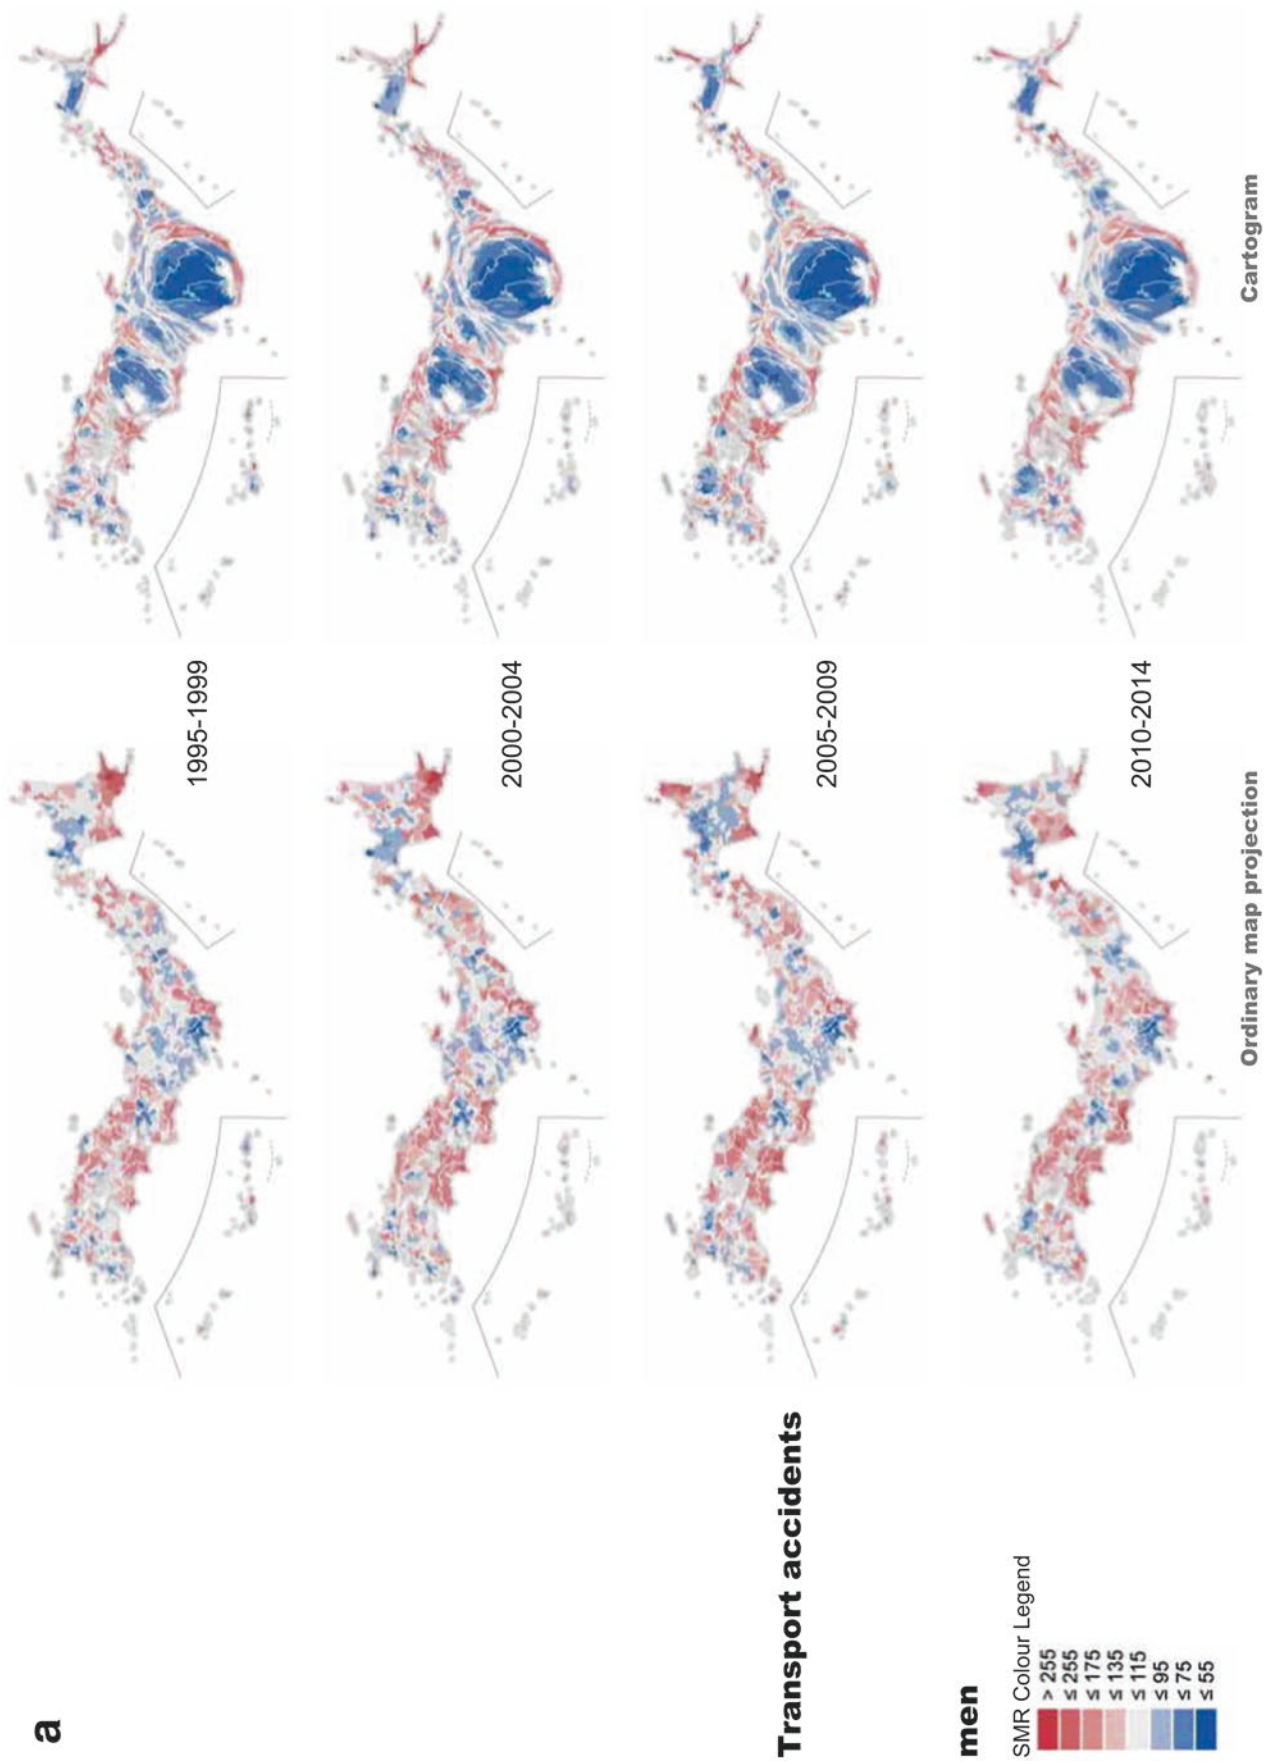 a
Transport accidents
men
SMR Colour Legend
> 255
≤ 255
≤ 175
≤ 135
≤ 115
≤ 95
≤ 75
≤ 55
1995-1999
2000-2004
2005-2009
2010-2014
Ordinary map projection
Cartogram